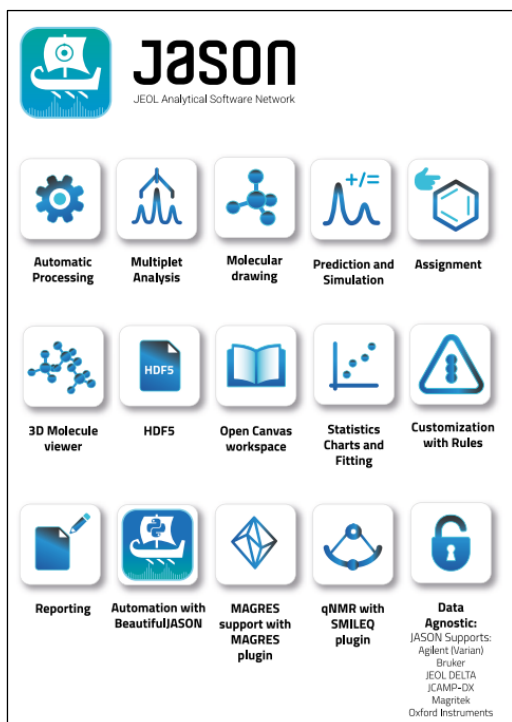 JASON
JEOL Analytical Software Network
Automatic
Processing
Multiplet
Analysis
Molecular
drawing
+/=
Prediction and
Simulation
Assignment
3D Molecule
viewer
HDF5
HDF5
Open Canvas
workspace
Statistics
Charts and
Fitting
Customization
with Rules
Reporting
Automation with
BeautifulJASON
MAGRES
support with
MAGRES
plugin
qNMR with
SMILEQ
plugin
Data
Agnostic:
JASON Supports:
Agilent (Varian)
Bruker
JEOL DELTA
JCAMP-DX
Magritek
Oxford Instruments